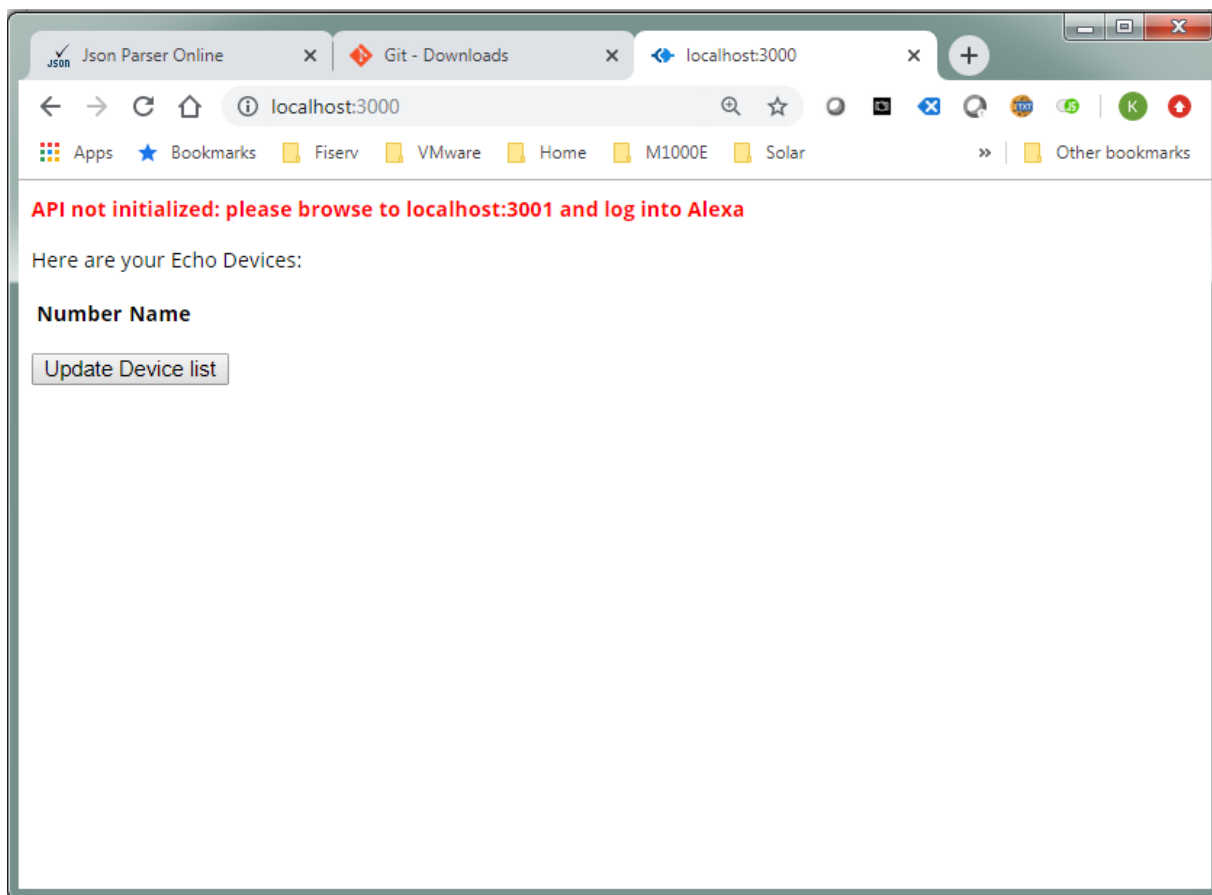 Json Parser Online
Git - Downloads
localhost:3000
localhost:3000
K
Apps
Bookmarks
Fiserv
VMware
Home
M1000E
Solar
»
Other bookmarks
API not initialized: please browse to localhost:3001 and log into Alexa
Here are your Echo Devices:
Number Name
Update Device list